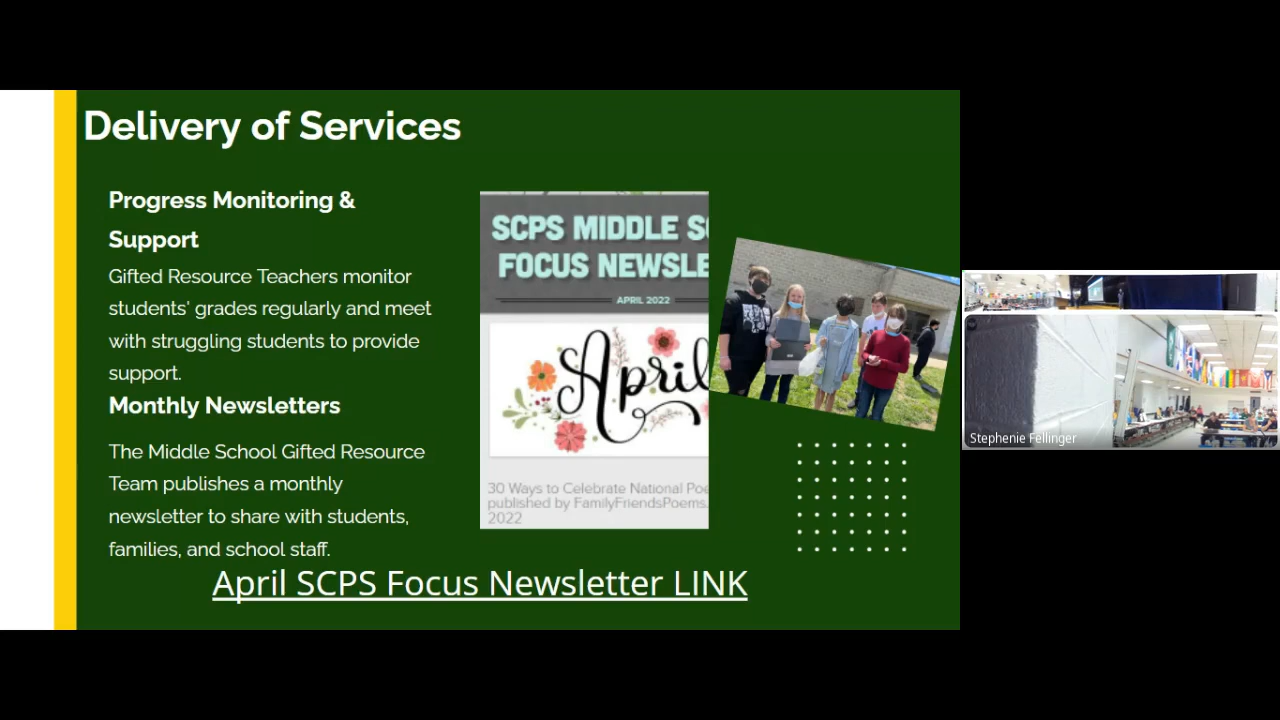 Delivery of Services
Progress Monitoring &
Support
Gifted Resource Teachers monitor
students' grades regularly and meet
with struggling students to provide
support.
Monthly Newsletters
The Middle School Gifted Resource
Team publishes a monthly
newsletter to share with students,
families, and school staff.
SCPS MIDDLE S
FOCUS NEWSLE
APRIL 2022
April
30 Ways to Celebrate National Poe
published by FamilyFriendsPoems.
2022
April SCPS Focus Newsletter LINK
Stephenie Fellinger